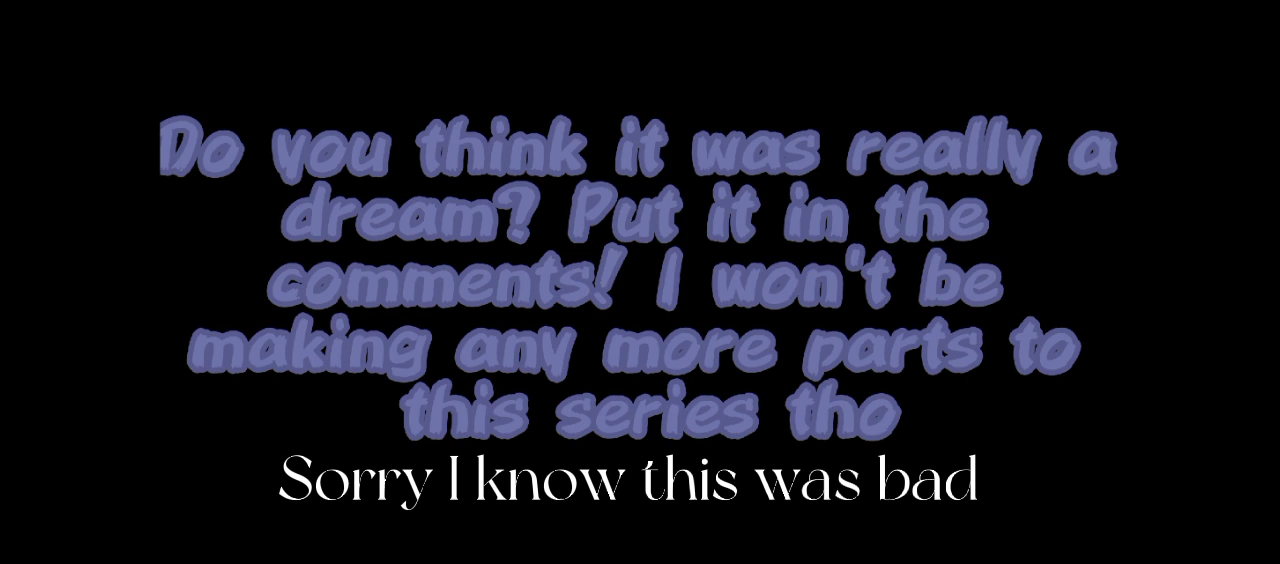 Do you think it was really a
dream? Put it in the
comments! I won't be
making any more parts to
this series tho
Sorry I know this was bad